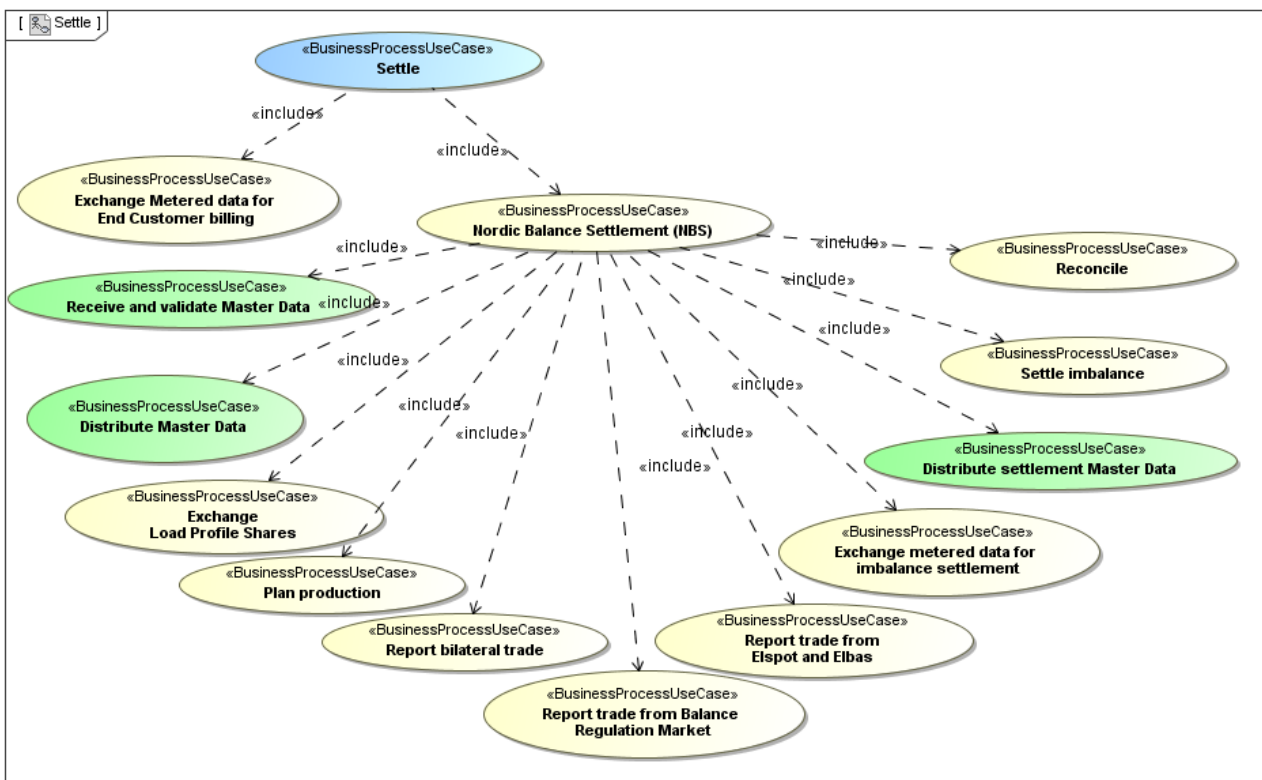 [ Settle ]
«BusinessProcessUseCase»
Settle
«include»
«include»
«BusinessProcessUseCase»
Exchange Metered data for
End Customer billing
«BusinessProcessUseCase»
Nordic Balance Settlement (NBS)
«include»
«include»
«BusinessProcessUseCase»
Reconcile
«BusinessProcessUseCase»
Receive and validate Master Data
«include»
«include»
«include»
«BusinessProcessUseCase»
Settle imbalance
«include»
«include»
«BusinessProcessUseCase»
Distribute Master Data
«include»
«include»
«include»
«include»
«BusinessProcessUseCase»
Distribute settlement Master Data
«BusinessProcessUseCase»
Exchange
Load Profile Shares
«BusinessProcessUseCase»
Exchange metered data for
imbalance settlement
«BusinessProcessUseCase»
Plan production
«BusinessProcessUseCase»
Report bilateral trade
«BusinessProcessUseCase»
Report trade from
Elspot and Elbas
«BusinessProcessUseCase»
Report trade from Balance
Regulation Market